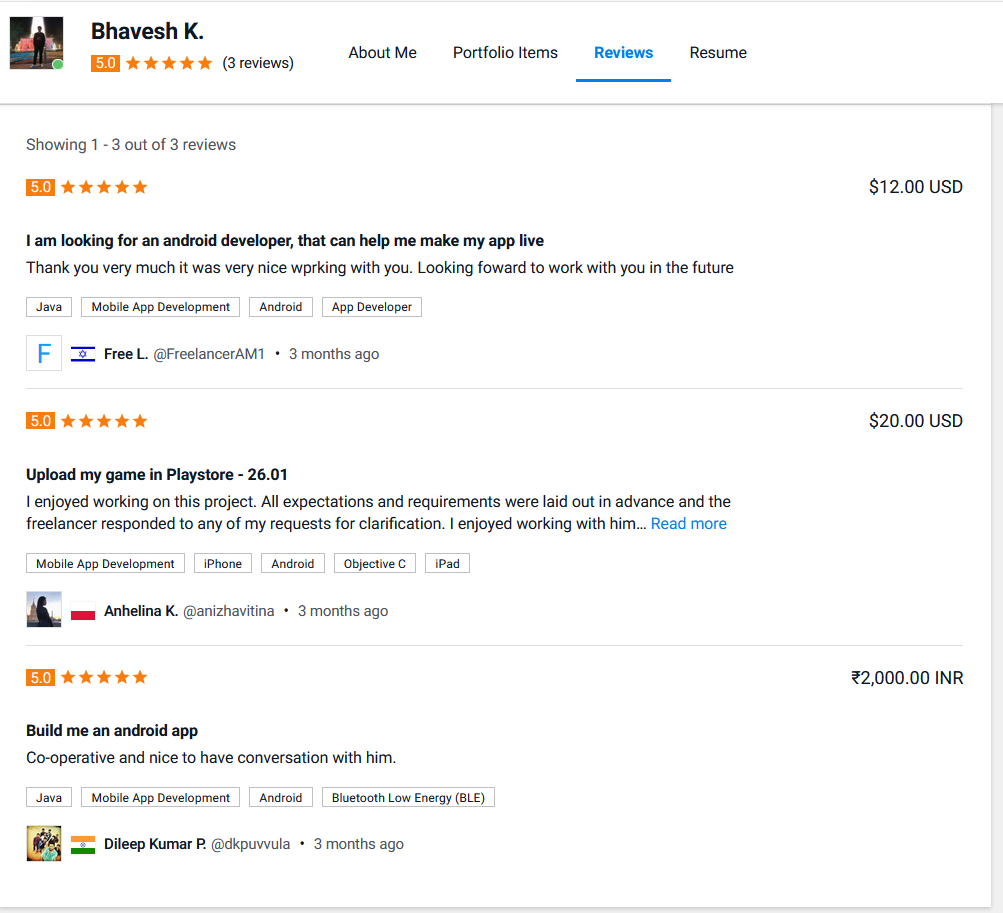 Bhavesh K.
5.0 (3 reviews)
About Me Portfolio Items Reviews Resume
Showing 1 - 3 out of 3 reviews
5.0 $12.00 USD
I am looking for an android developer, that can help me make my app live
Thank you very much it was very nice wprking with you. Looking foward to work with you in the future
Java Mobile App Development Android App Developer
F Free L. @FreelancerAM1 • 3 months ago
5.0 $20.00 USD
Upload my game in Playstore - 26.01
I enjoyed working on this project. All expectations and requirements were laid out in advance and the
freelancer responded to any of my requests for clarification. I enjoyed working with him... Read more
Mobile App Development iPhone Android Objective C iPad
Anhelina K. @anizhavitina • 3 months ago
5.0 ₹2,000.00 INR
Build me an android app
Co-operative and nice to have conversation with him.
Java Mobile App Development Android Bluetooth Low Energy (BLE)
Dileep Kumar P. @dkpuvvula • 3 months ago